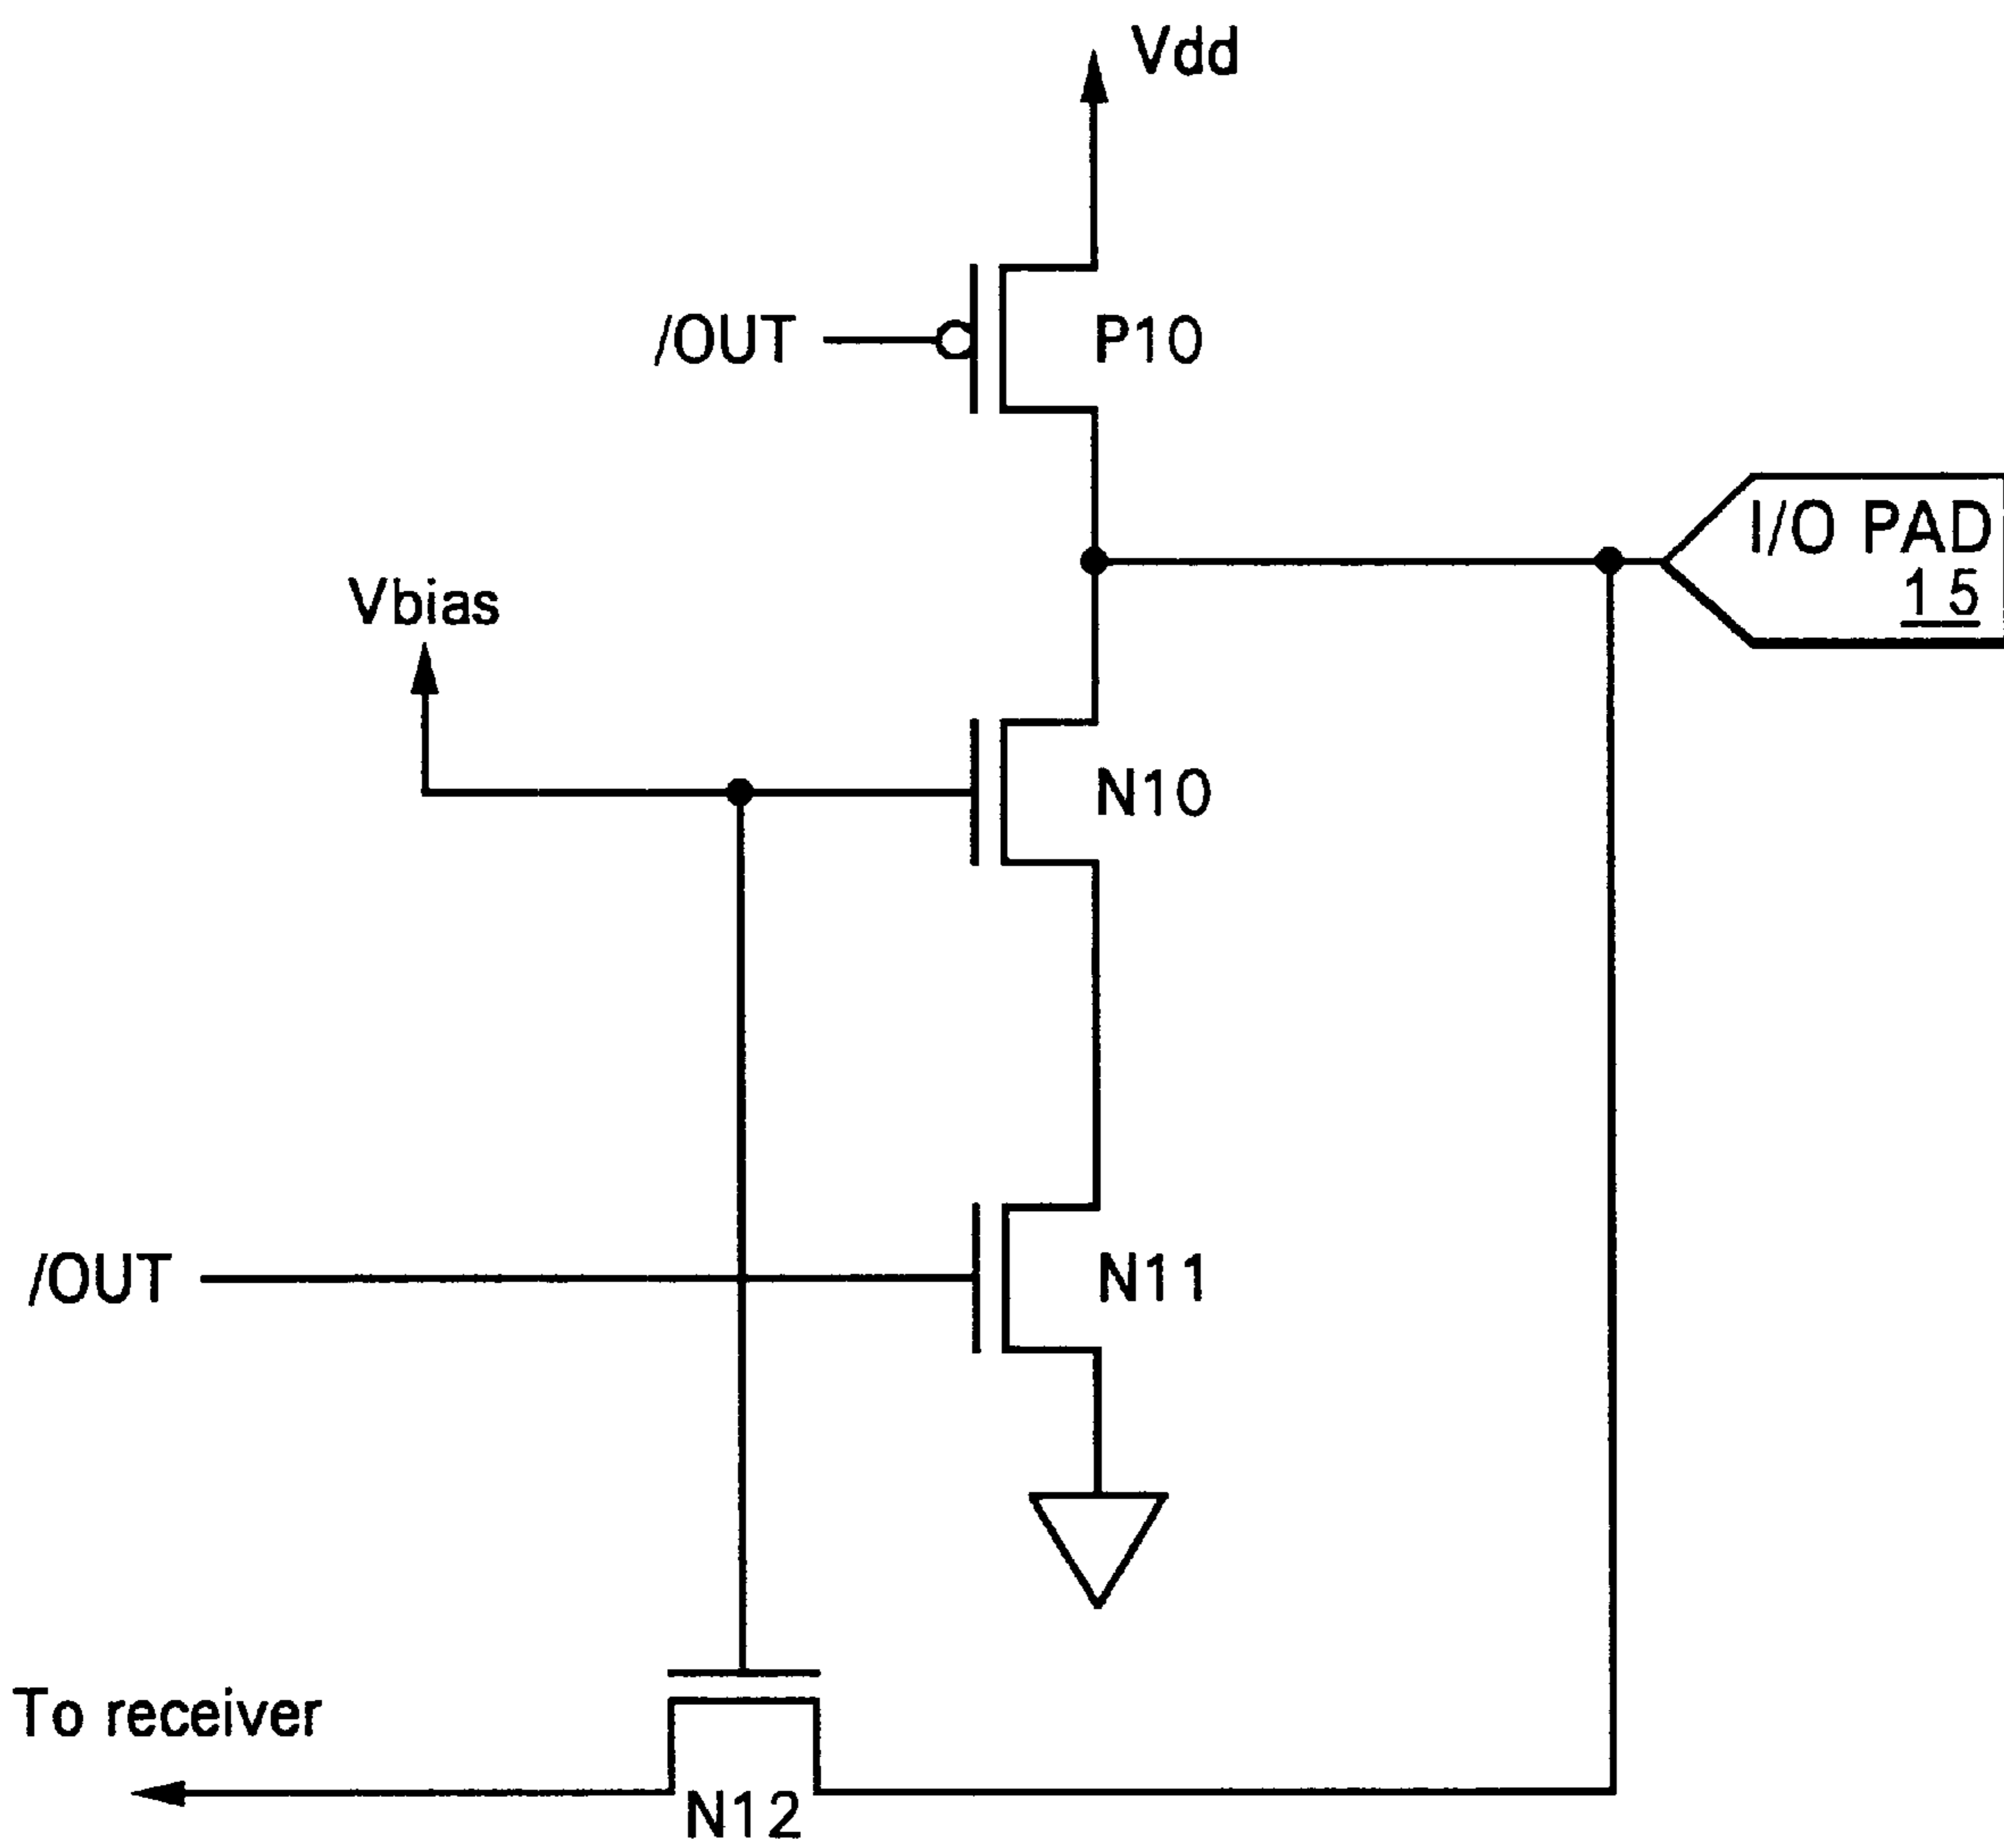 Vdd
/OUT
P10
I/O PAD
15
Vbias
N10
/OUT
N11
To receiver
N12